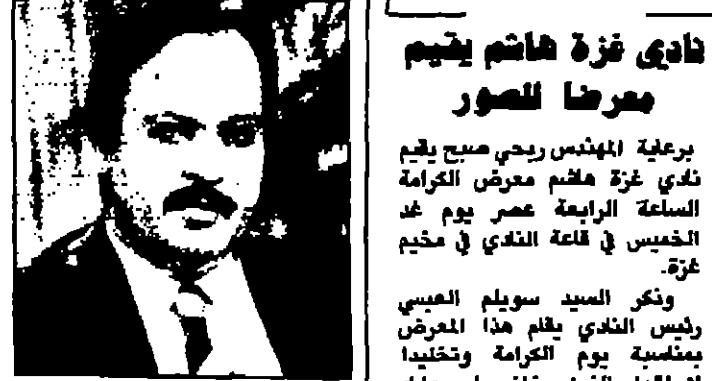 نادي غزة هاشم يقيم
معرضا للصور
برعاية المهندس ربحي صبح يقيم
نادي غزة هاشم معرض الكرامة
الساعة الرابعة عصر يوم غد
الخميس في قاعة النادي في مخيم
غزة.
وذكر السيد سويلم العبسي
رئيس النادي يقام هذا المعرض
بمناسبة يوم الكرامة وتخليدا